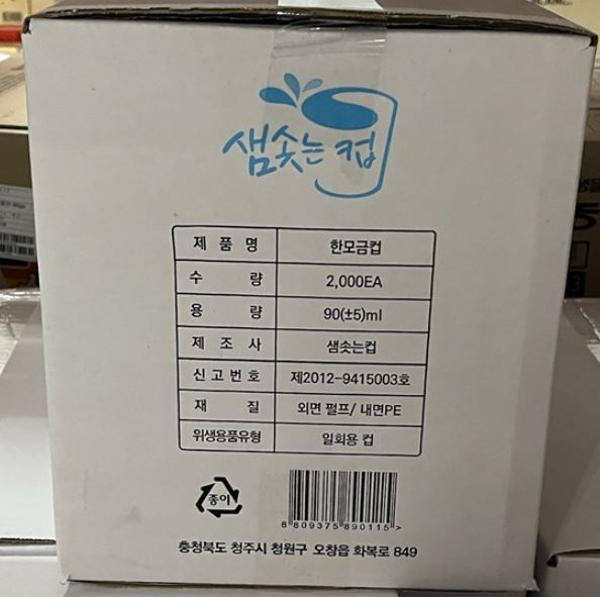 샘솟는 컵
제 품 명 한모금컵
수 량 2,000EA
용 량 90(±5)ml
제 조 사 샘솟는컵
신 고 번 호 제2012-9415003호
재 질 외면 펄프/ 내면PE
위생용품유형 일회용 컵
종이
8 809375 890115 >
충청북도 청주시 청원구 오창읍 화복로 849